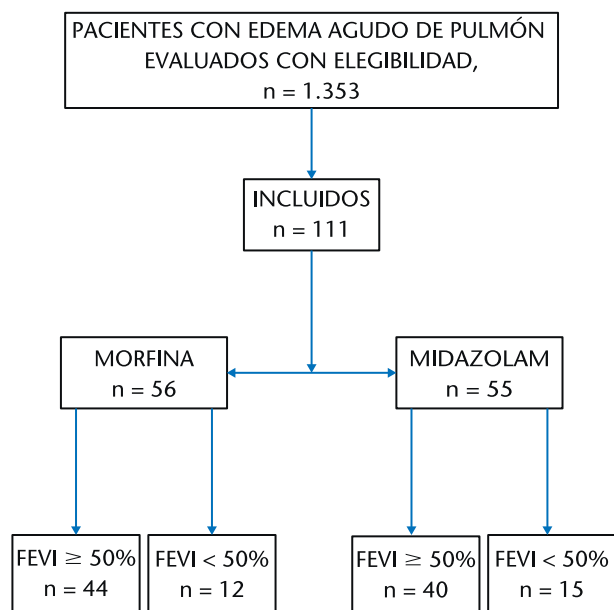 PACIENTES CON EDEMA AGUDO DE PULMÓN
EVALUADOS CON ELEGIBILIDAD,
n = 1.353
INCLUIDOS
n = 111
MORFINA
n = 56
MIDAZOLAM
n = 55
FEVI ≥ 50%
n = 44
FEVI < 50%
n = 12
FEVI ≥ 50%
n = 40
FEVI < 50%
n = 15